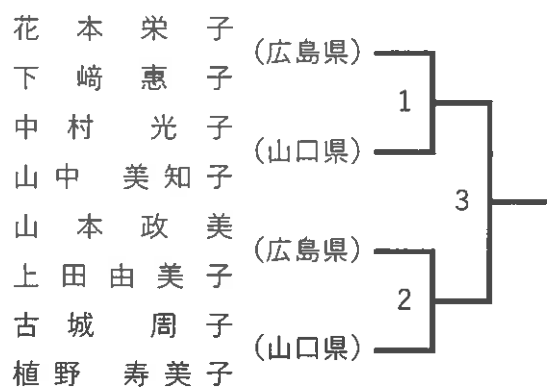 花本栄子
(広島県)
下﨑惠子
1
中村光子
(山口県)
山中美知子
3
山本政美
(広島県)
上田由美子
2
古城周子
(山口県)
植野寿美子